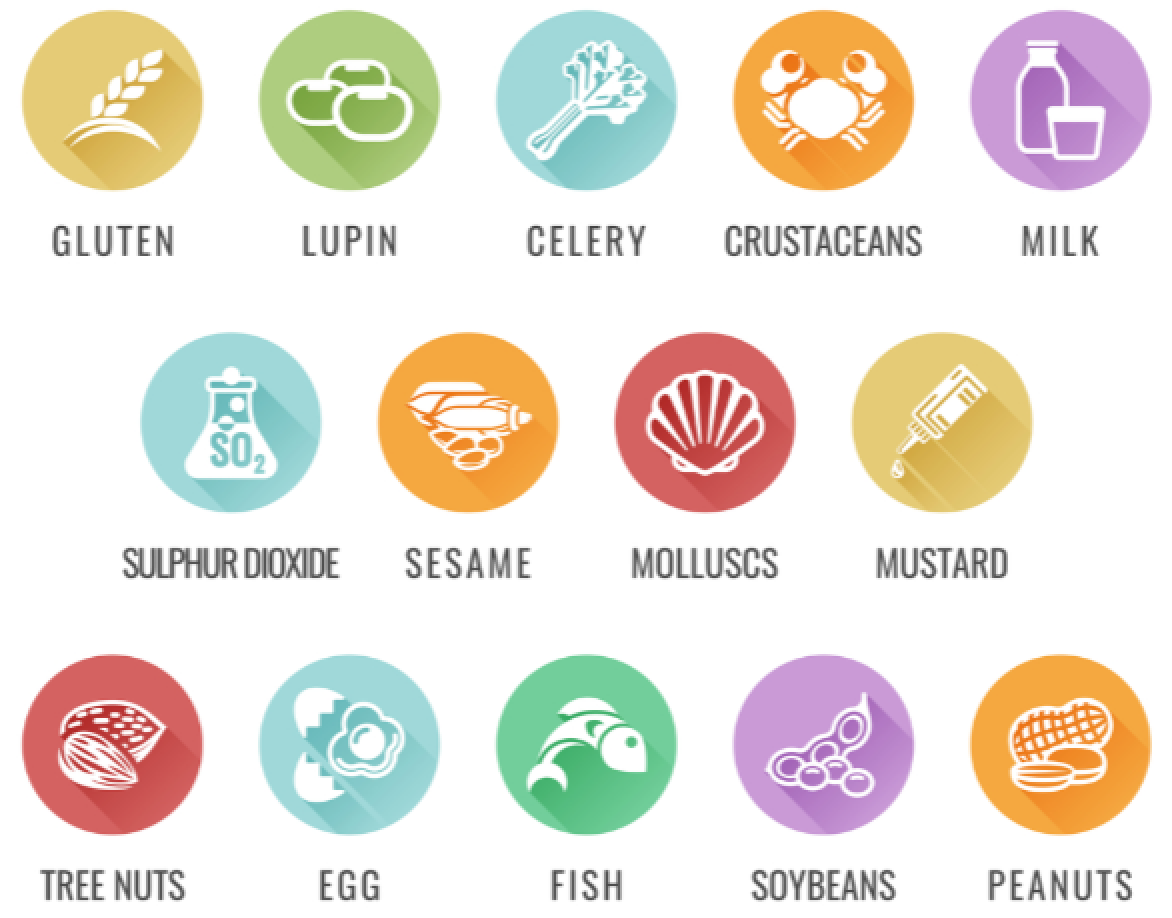 GLUTEN LUPIN CELERY CRUSTACEANS MILK
SO2
SULPHUR DIOXIDE SESAME MOLLUSCS MUSTARD
TREE NUTS EGG FISH SOYBEANS PEANUTS